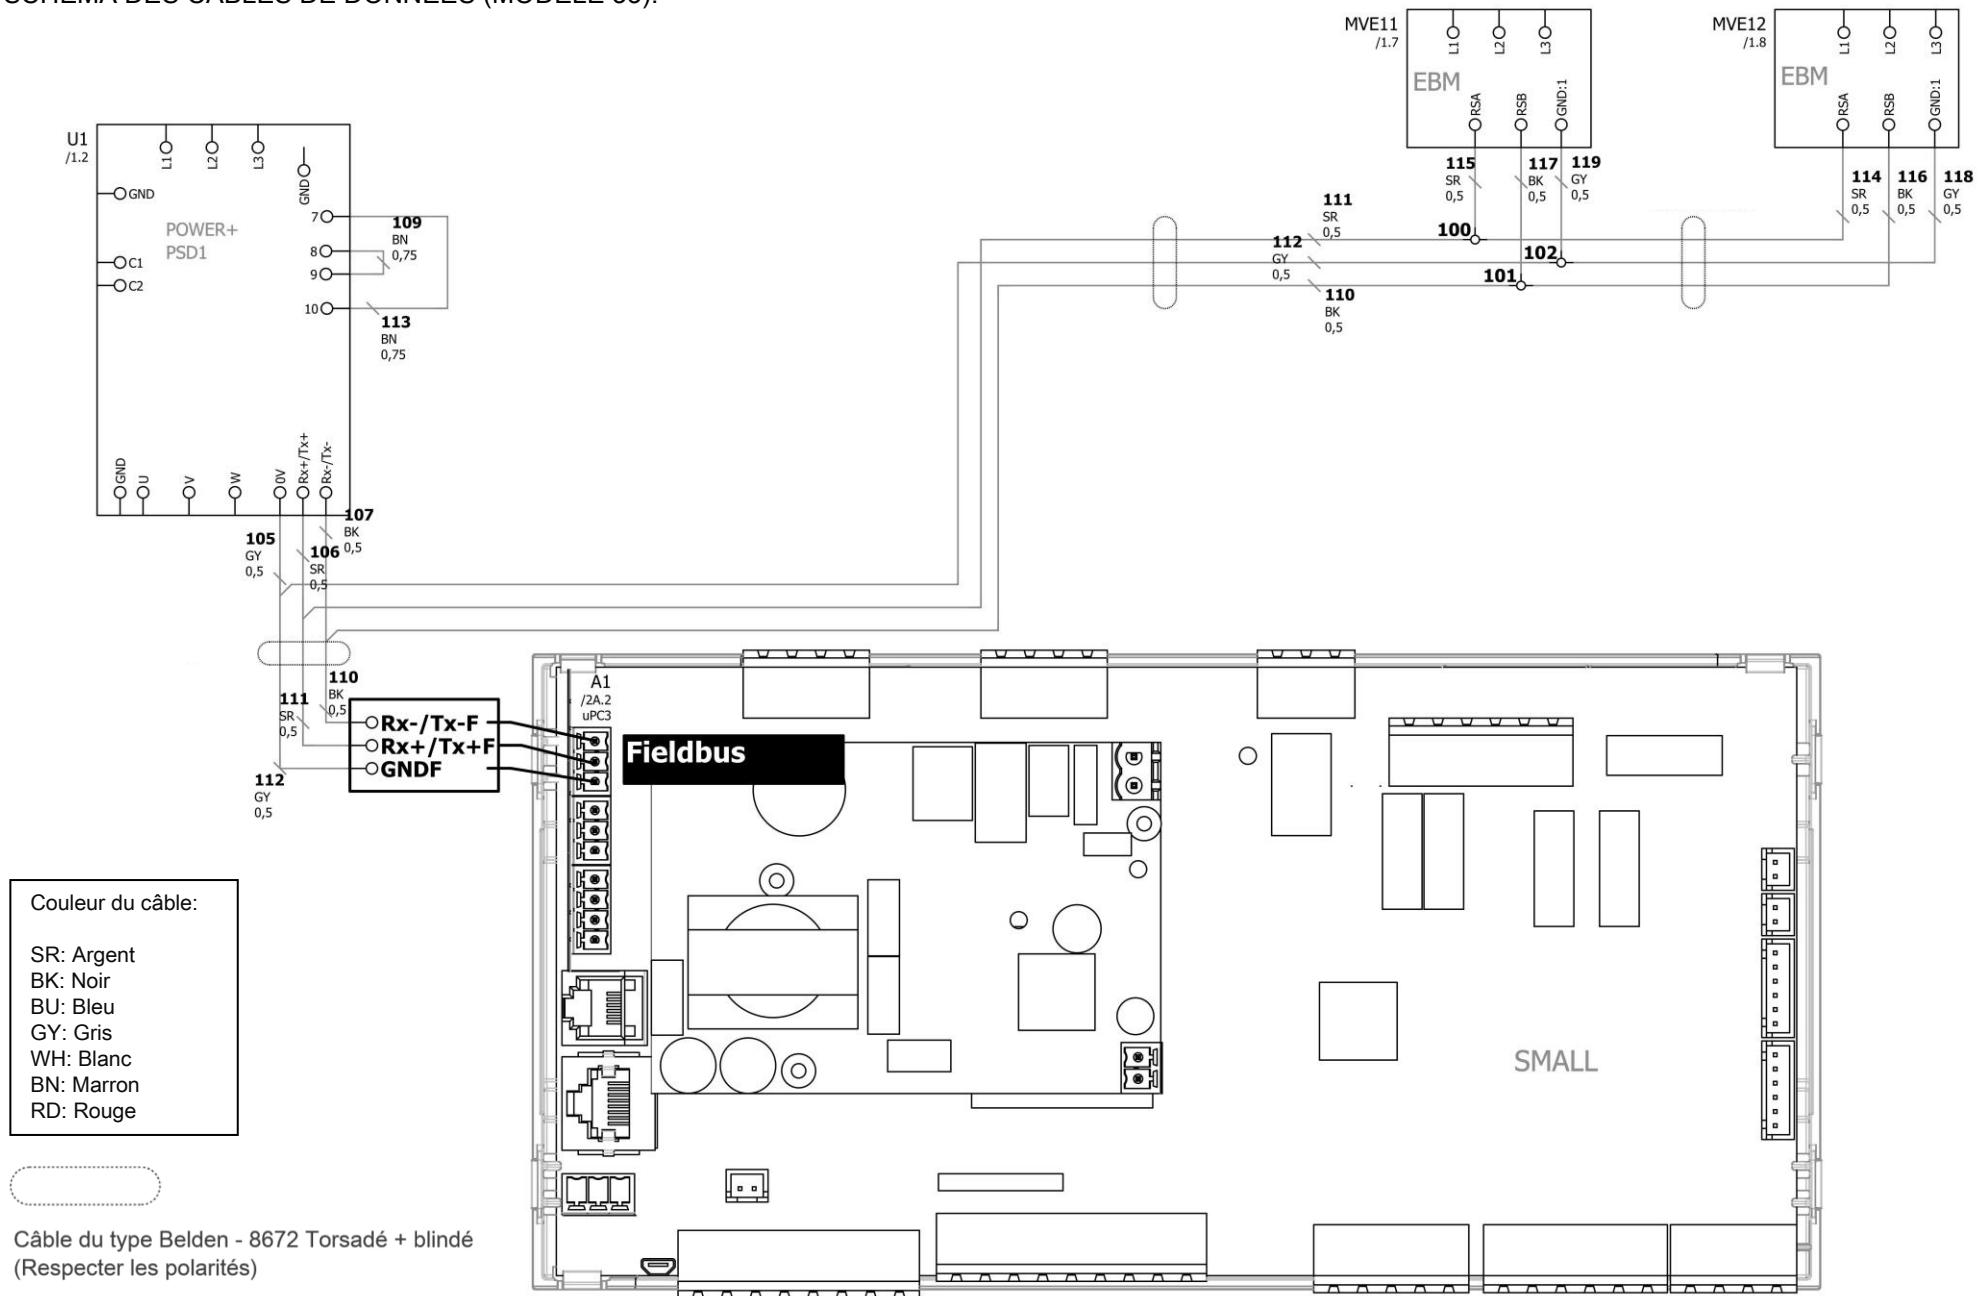 MVE11
/1.7
L1
L2
L3
EBM
RSA
RSB
GND:1
MVE12
/1.8
L1
L2
L3
EBM
RSA
RSB
GND:1
U1
/1.2
L1
L2
L3
GND
GND
POWER+
PSD1
C1
C2
7
8
9
10
109
BN
0,75
113
BN
0,75
115
SR
0,5
117
BK
0,5
119
GY
0,5
114
SR
0,5
116
BK
0,5
118
GY
0,5
111
SR
0,5
112
GY
0,5
110
BK
0,5
100
102
101
GND
U
V
W
0V
Rx+/Tx+
Rx-/Tx-
107
BK
0,5
105
GY
0,5
106
SR
0,5
110
BK
0,5
111
SR
0,5
112
GY
0,5
Rx-/Tx-F
Rx+/Tx+F
GNDF
A1
/2A.2
uPC3
Fieldbus
SMALL
Couleur du câble:
SR: Argent
BK: Noir
BU: Bleu
GY: Gris
WH: Blanc
BN: Marron
RD: Rouge
Câble du type Belden - 8672 Torsadé + blindé
(Respecter les polarités)